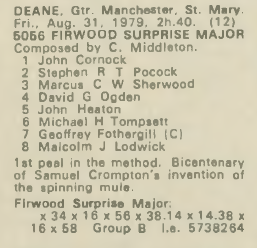 DEANE, Gtr. Manchester, St. Mary.
Fri., Aug. 31, 1979, 2h.40. (12)
5056 FIRWOOD SURPRISE MAJOR
Composed by C. Middleton.
1 John Cornock
2 Stephen R T Pocock
3 Marcus C W Sherwood
4 David G Ogden
5 John Heaton
6 Michael H Tompsett
7 Geoffrey Fothergill (C)
8 Malcolm J Lodwick
1st peal in the method. Bicentenary
of Samuel Crompton's invention of
the spinning mule.
Firwood Surprise Major:
x 34 x 16 x 56 x 38.14 x 14.38 x
16 x 58 Group B l.e. 5738264